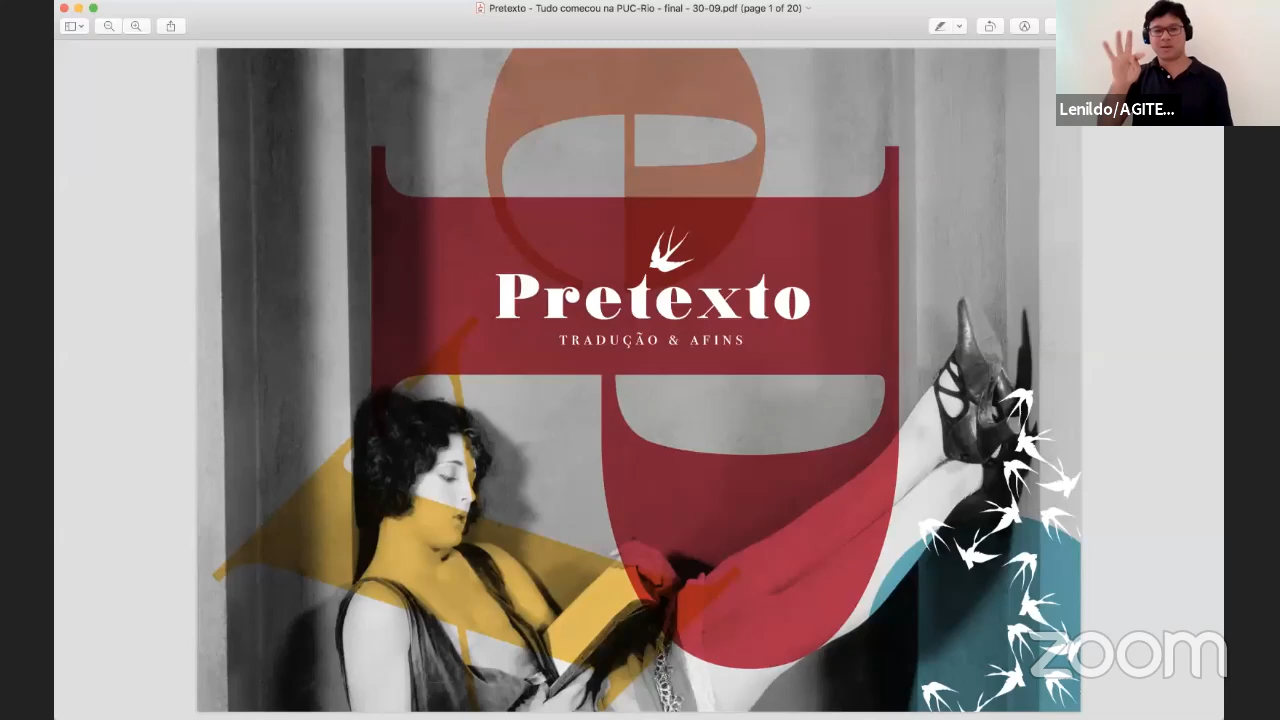 Pretexto - Tudo comecou na PUC-Rio - final - 30-09.pdf (page 1 of 20)
Lenildo/AGITE...
Pretexto
TRADUÇÃO & AFINS
zoom